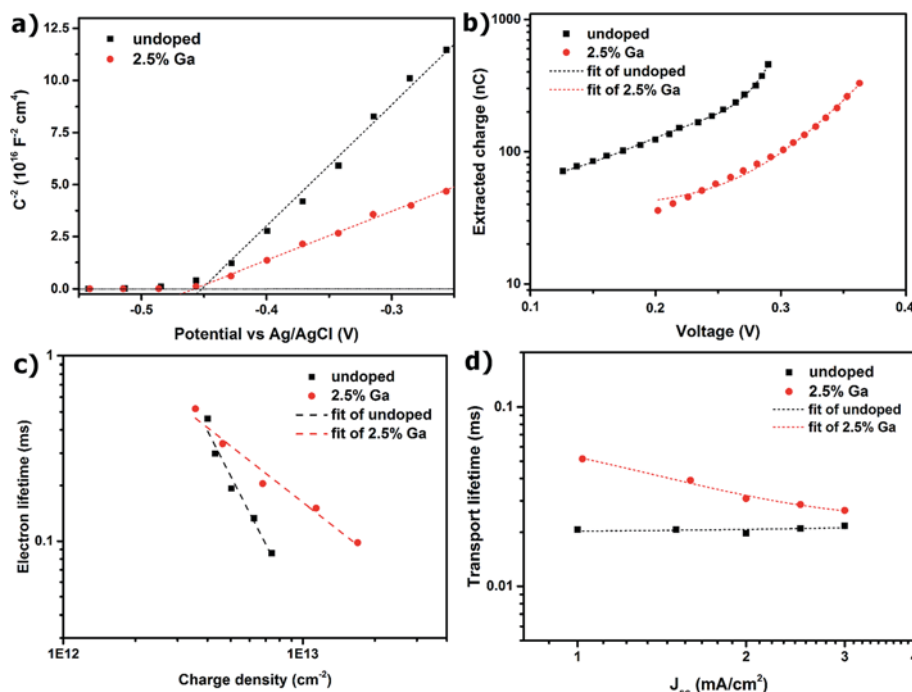 a)
undoped
2.5% Ga
12.5
10.0
7.5
5.0
2.5
0.0
C⁻² (10¹⁶ F⁻² cm⁴)
-0.5
-0.4
-0.3
Potential vs Ag/AgCl (V)
b)
undoped
2.5% Ga
fit of undoped
fit of 2.5% Ga
1000
100
10
Extracted charge (nC)
0.1
0.2
0.3
0.4
Voltage (V)
c)
undoped
2.5% Ga
fit of undoped
fit of 2.5% Ga
1
0.1
Electron lifetime (ms)
1E12
1E13
Charge density (cm⁻²)
d)
undoped
2.5% Ga
fit of undoped
fit of 2.5% Ga
0.1
0.01
Transport lifetime (ms)
1
2
3
4
(mA/cm²)